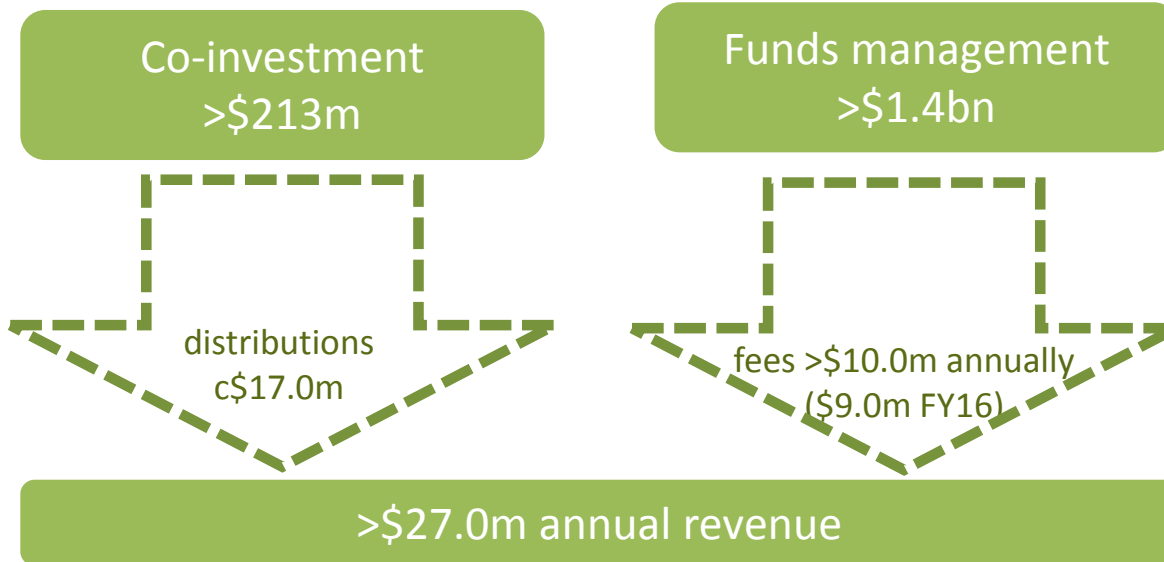 Co-investment
>$213m
Funds management
>$1.4bn
distributions
c$17.0m
fees >$10.0m annually
($9.0m FY16)
>$27.0m annual revenue